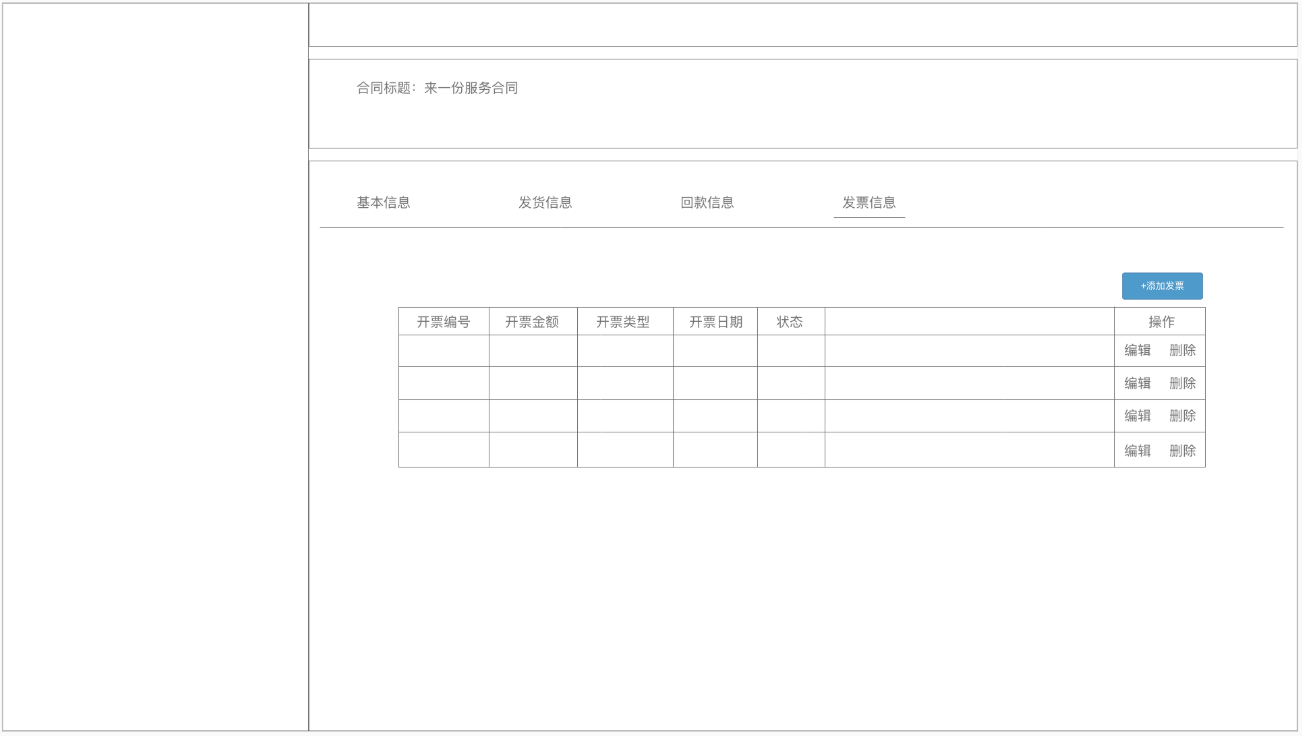 合同标题：来一份服务合同
基本信息 发货信息 回款信息 发票信息
+添加发票
开票编号 开票金额 开票类型 开票日期 状态 操作
编辑 删除
编辑 删除
编辑 删除
编辑 删除